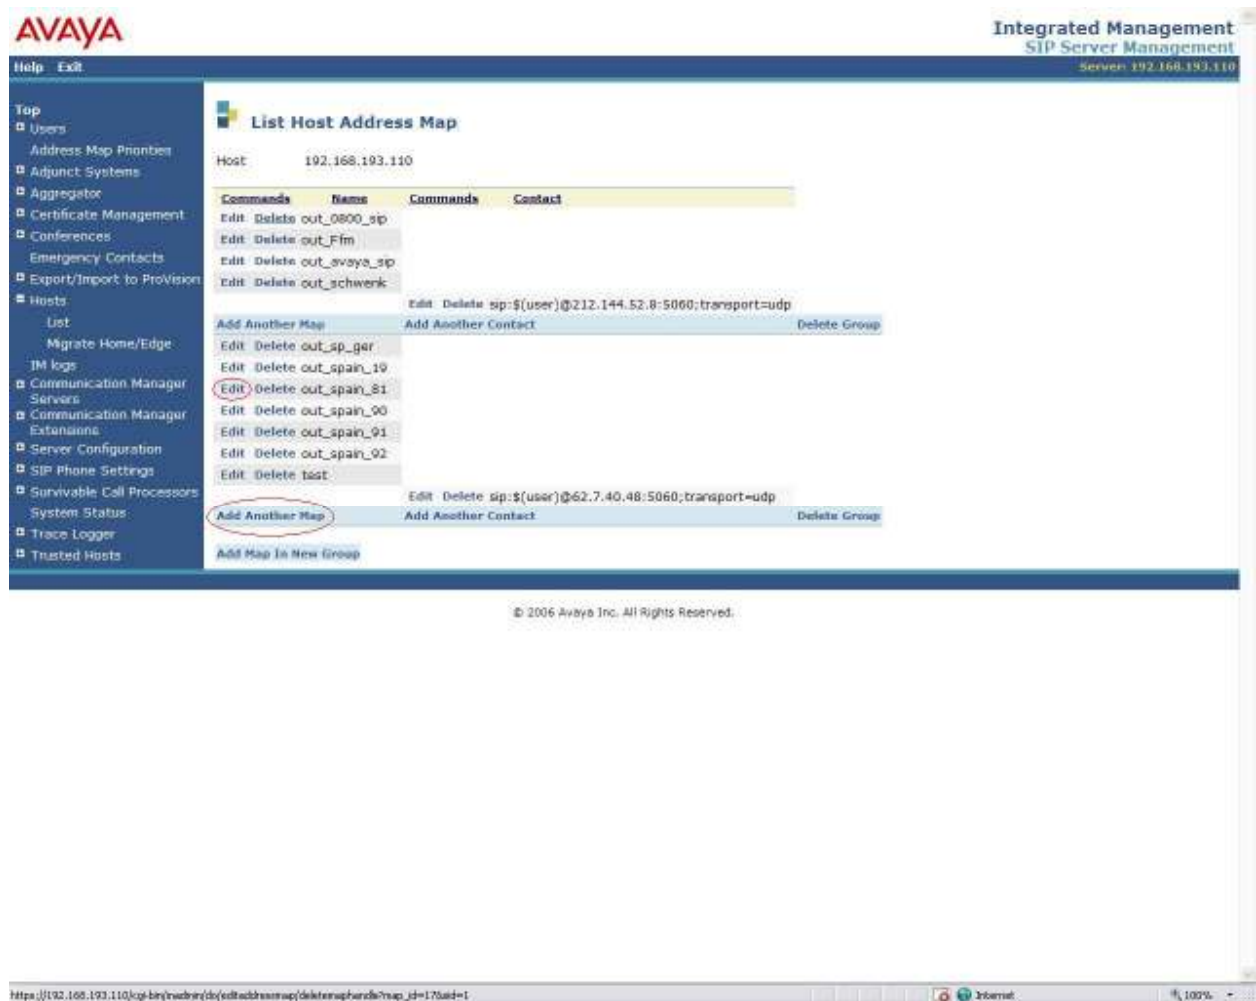 AVAYA
Integrated Management
SIP Server Management
Help Exit
Server: 192.168.193.110
Top
Users
Address Map Priorities
Adjunct Systems
Aggregator
Certificate Management
Conferences
Emergency Contacts
Export/Import to ProVision
Hosts
List
Migrate Home/Edge
IM logs
Communication Manager
Servers
Communication Manager
Extensions
Server Configuration
SIP Phone Settings
Survivable Call Processors
System Status
Trace Logger
Trusted Hosts
List Host Address Map
Host 192.168.193.110
Commands Name Commands Contact
Edit Delete out_0800_sip
Edit Delete out_Ffm
Edit Delete out_avaya_sip
Edit Delete out_schwenk
Edit Delete sip:$(user)@212.144.52.8:5060;transport=udp
Add Another Map Add Another Contact Delete Group
Edit Delete out_sp_ger
Edit Delete out_spain_19
Edit Delete out_spain_81
Edit Delete out_spain_90
Edit Delete out_spain_91
Edit Delete out_spain_92
Edit Delete test
Edit Delete sip:$(user)@62.7.40.48:5060;transport=udp
Add Another Map Add Another Contact Delete Group
Add Map In New Group
© 2006 Avaya Inc. All Rights Reserved.
Internet 100%